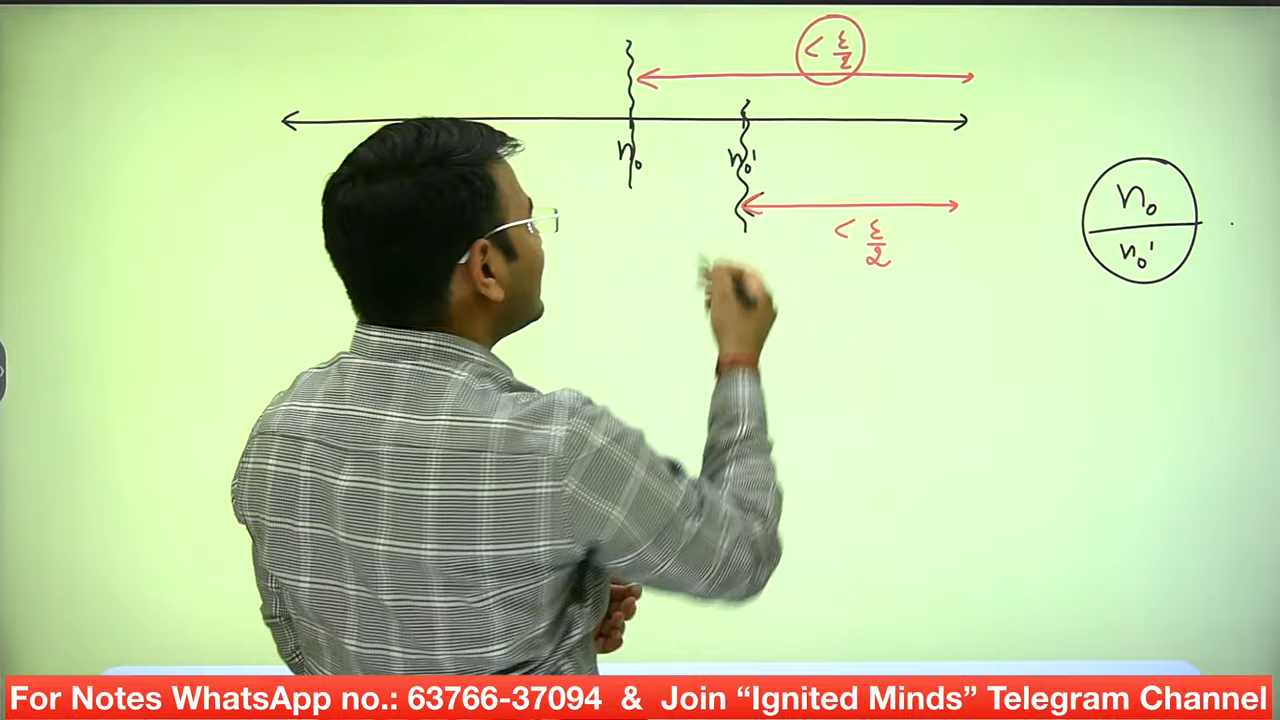 < ε/2
n₀
n₀'
< ε/2
n₀
n₀'
For Notes WhatsApp no.: 63766-37094 & Join “Ignited Minds” Telegram Channel